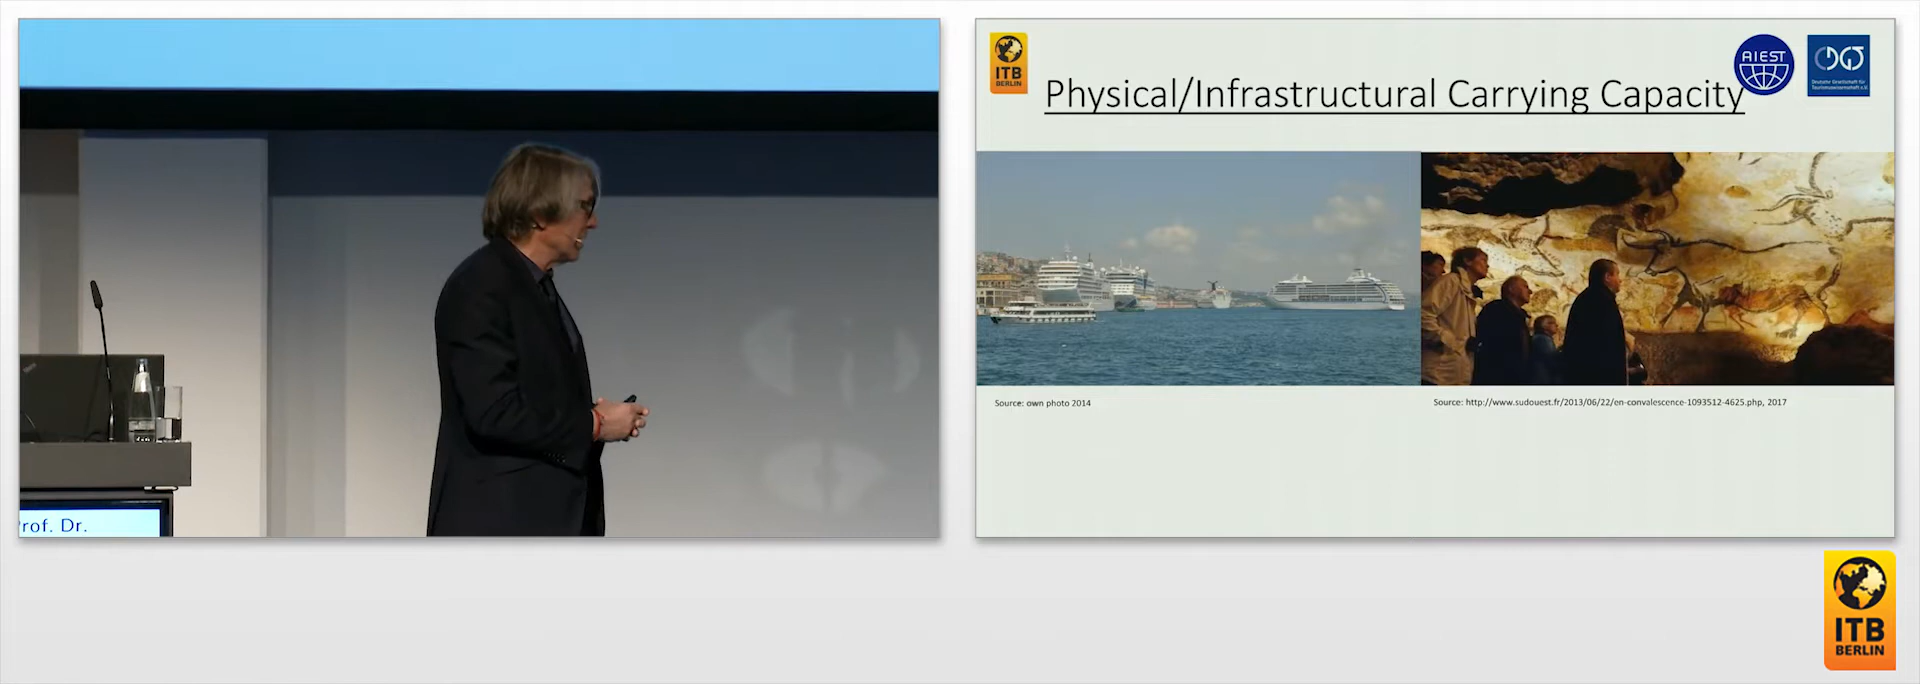 rof. Dr.
ITB
BERLIN
Physical/Infrastructural Carrying Capacity
AIEST
DGT
Deutsche Gesellschaft für
Tourismuswissenschaft e.V.
Source: own photo 2014
Source: http://www.sudouest.fr/2013/06/22/en-convalescence-1093512-4625.php, 2017
ITB
BERLIN